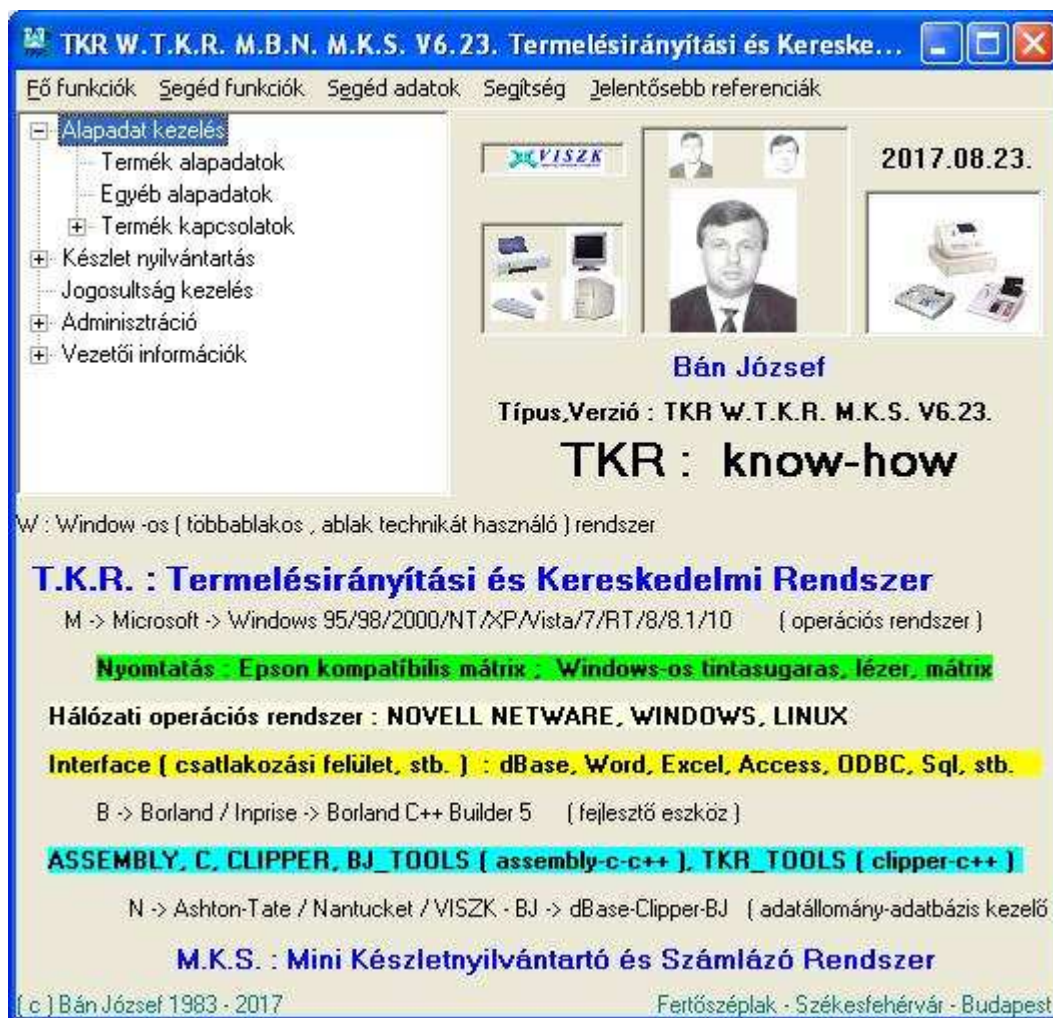 TKR W.T.K.R. M.B.N. M.K.S. V6.23. Termelésirányítási és Kereske...
Fő funkciók Segéd funkciók Segéd adatok Segítség Jelentősebb referenciák
Alapadat kezelés
Termék alapadatok
Egyéb alapadatok
Termék kapcsolatok
Készlet nyilvántartás
Jogosultság kezelés
Adminisztráció
Vezetői információk
VISZK
2017.08.23.
Bán József
Típus,Verzió : TKR W.T.K.R. M.K.S. V6.23.
TKR : know-how
W : Window -os ( többablakos , ablak technikát használó ) rendszer
T.K.R. : Termelésirányítási és Kereskedelmi Rendszer
M -> Microsoft -> Windows 95/98/2000/NT/XP/Vista/7/RT/8/8.1/10 ( operációs rendszer )
Nyomtatás : Epson kompatíbilis mátrix ; Windows-os tintasugaras, lézer, mátrix
Hálózati operációs rendszer : NOVELL NETWARE, WINDOWS, LINUX
Interface ( csatlakozási felület, stb. ) : dBase, Word, Excel, Access, ODBC, Sql, stb.
B -> Borland / Inprise -> Borland C++ Builder 5 ( fejlesztő eszköz )
ASSEMBLY, C, CLIPPER, BJ_TOOLS ( assembly-c-c++ ), TKR_TOOLS ( clipper-c++ )
N -> Ashton-Tate / Nantucket / VISZK - BJ -> dBase-Clipper-BJ ( adatállomány-adatbázis kezelő
M.K.S. : Mini Készletnyilvántartó és Számlázó Rendszer
( c ) Bán József 1983 - 2017 Fertőszéplak - Székesfehérvár - Budapest